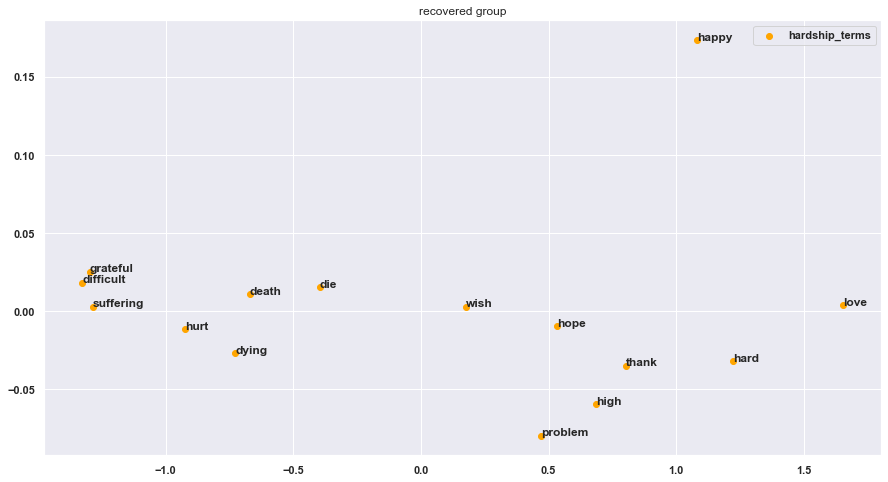 recovered group
hardship_terms
happy
0.15
0.10
0.05
grateful
difficult
suffering
death
die
wish
love
0.00
hurt
hope
dying
thank
hard
−0.05
high
problem
−1.0
−0.5
0.0
0.5
1.0
1.5